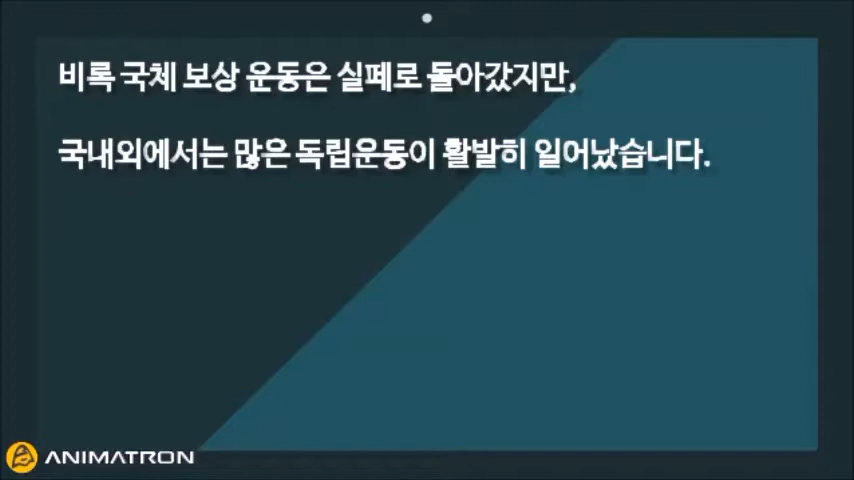 비록 국체 보상 운동은 실폐로 돌아갔지만,
국내외에서는 많은 독립운동이 활발히 일어났습니다.
ANIMATRON